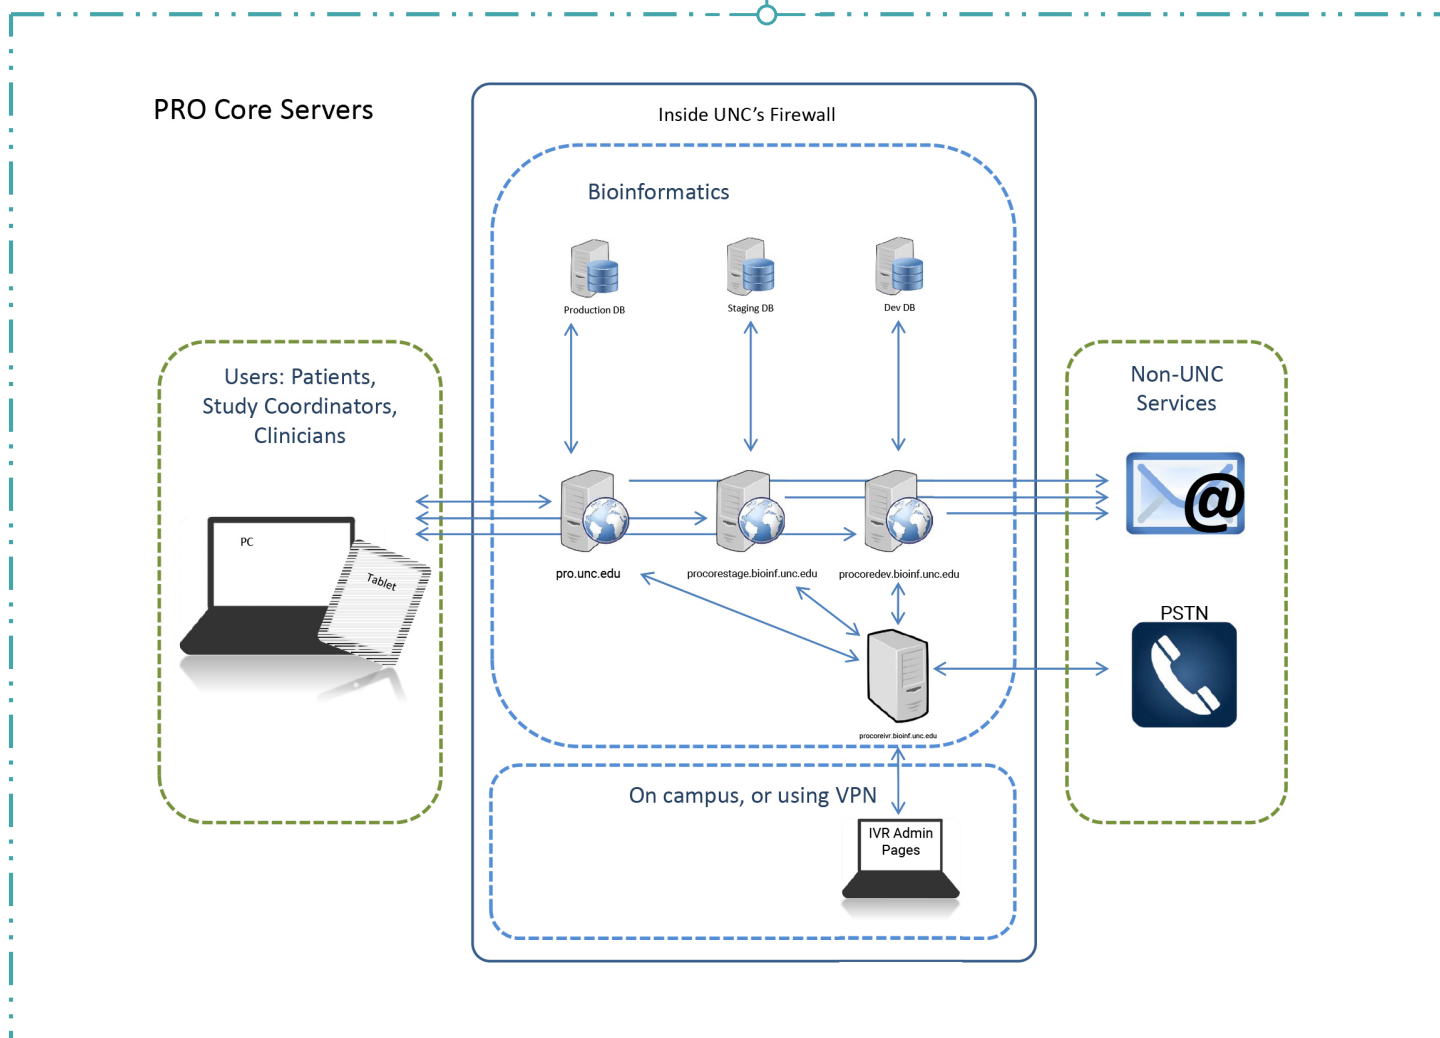 PRO Core Servers
Inside UNC’s Firewall
Bioinformatics
Production DB
Staging DB
Dev DB
Users: Patients,
Study Coordinators,
Clinicians
Non-UNC
Services
@
PC
Tablet
pro.unc.edu
procorestage.bioinf.unc.edu
procoredev.bioinf.unc.edu
PSTN
procoreivr.bioinf.unc.edu
On campus, or using VPN
IVR Admin
Pages